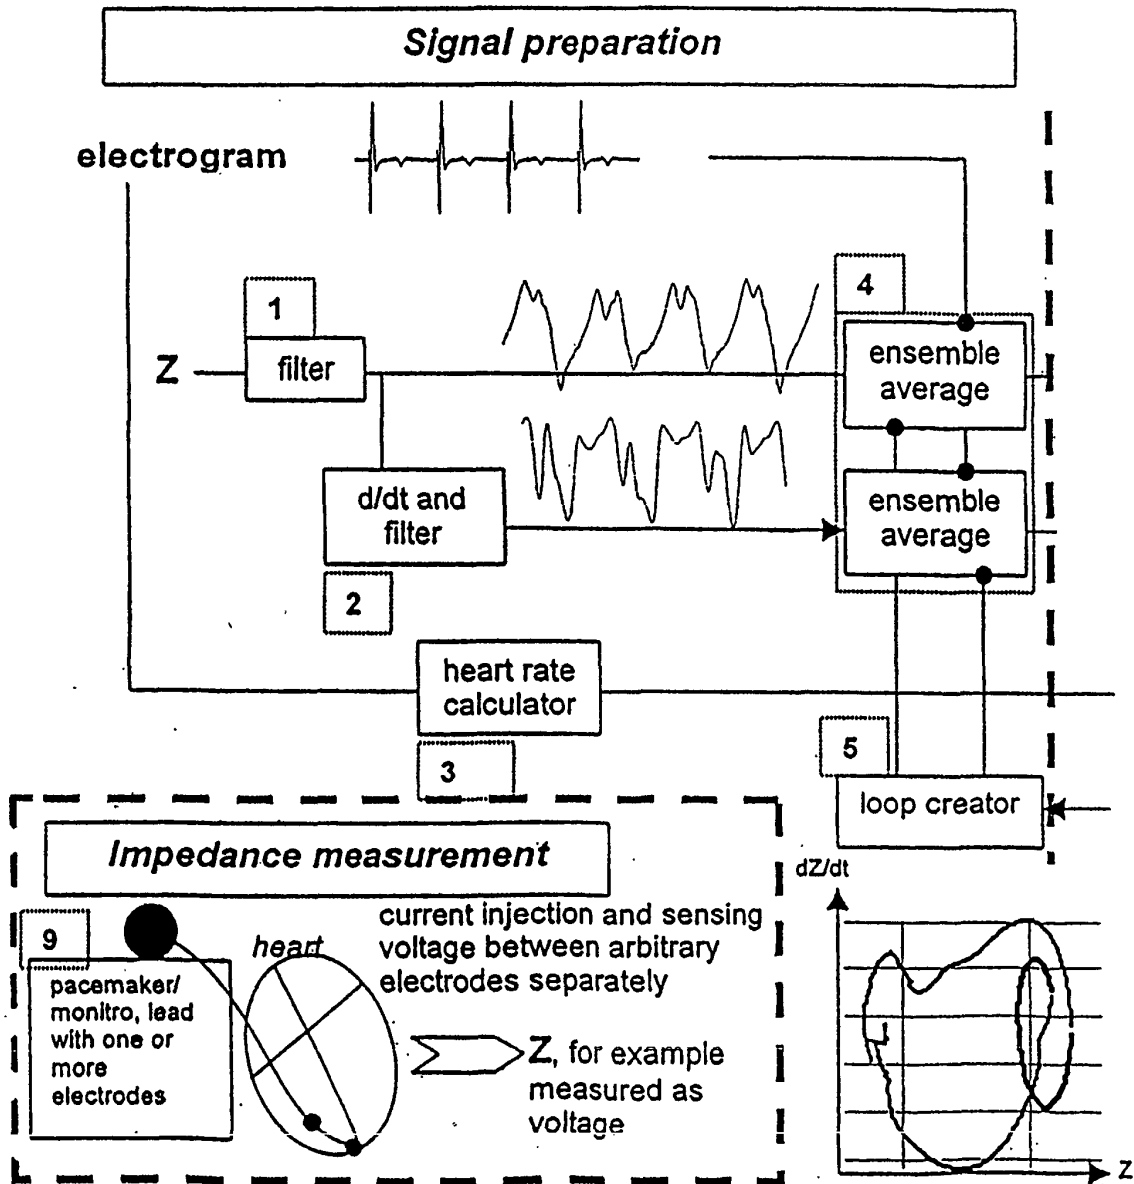 Signal preparation
electrogram
4
1
Z
filter
ensemble
average
d/dt and
filter
ensemble
average
2
heart rate
calculator
3
5
loop creator
Impedance measurement
dZ/dt
9
heart
current injection and sensing
voltage between arbitrary
electrodes separately
pacemaker/
monitro, lead
with one or
more
electrodes
Z, for example
measured as
voltage
Z